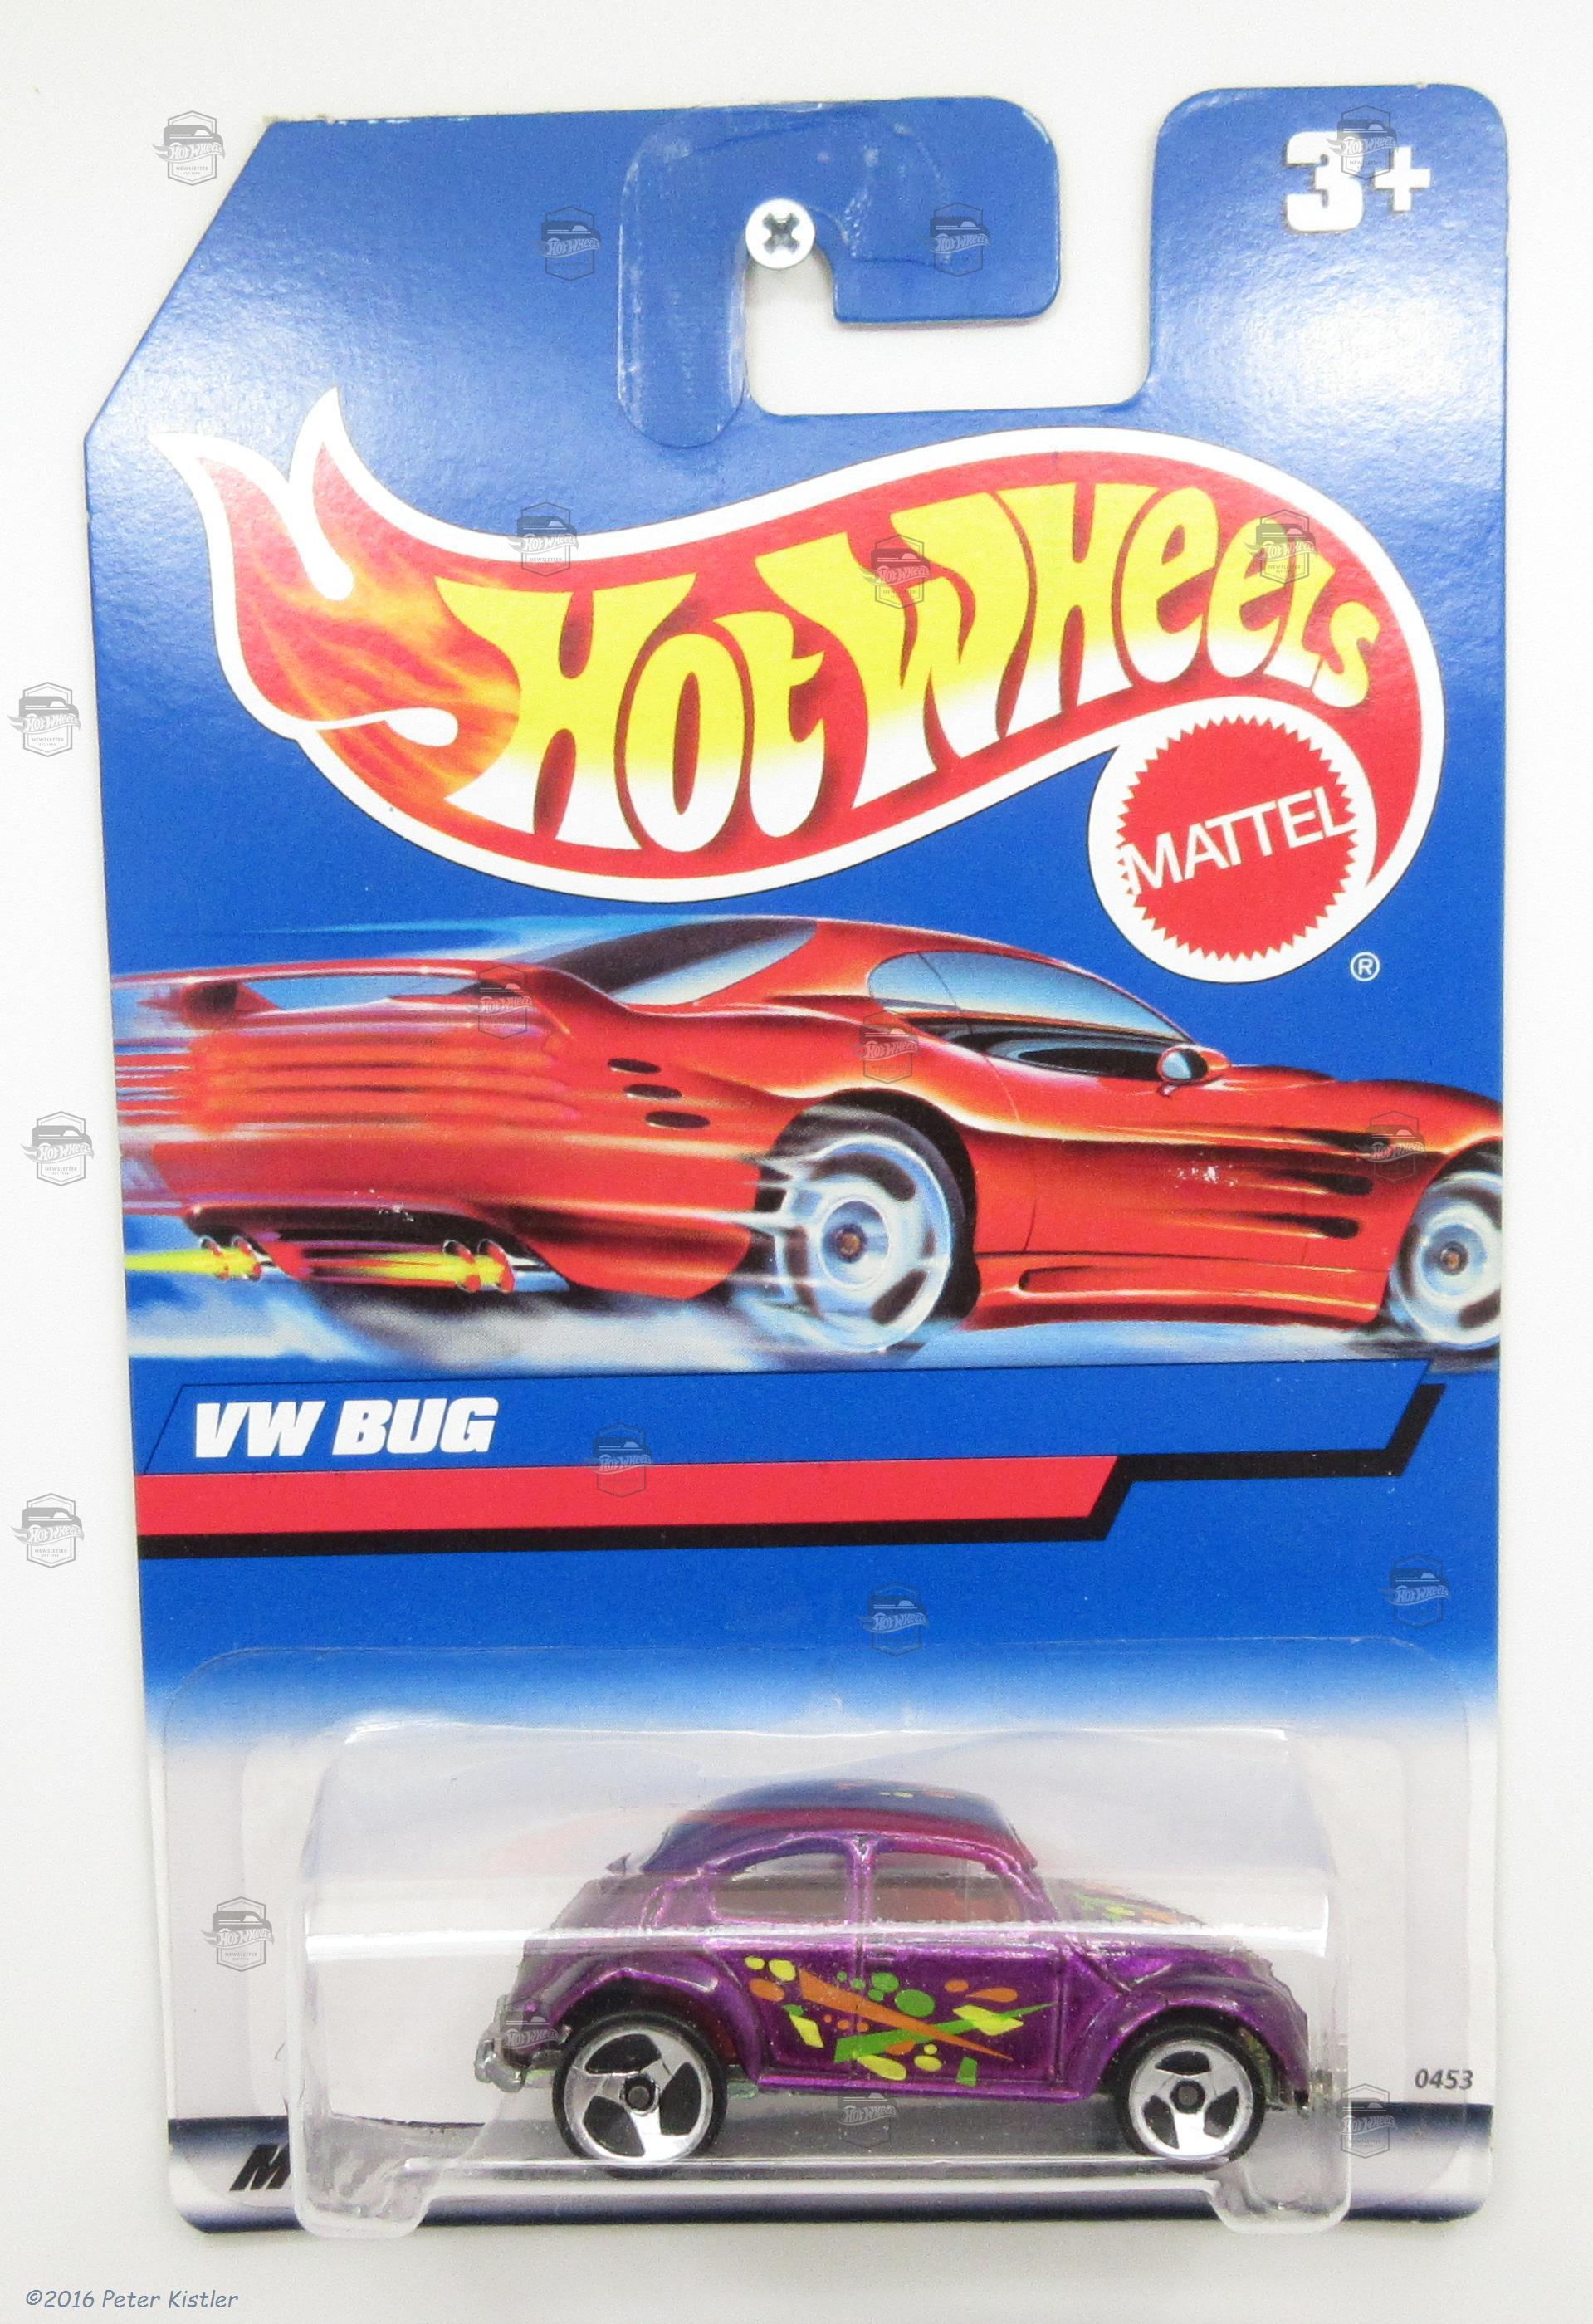 3+
HOT WHEELS
MATTEL
®
VW BUG
0453
M
©2016 Peter Kistler